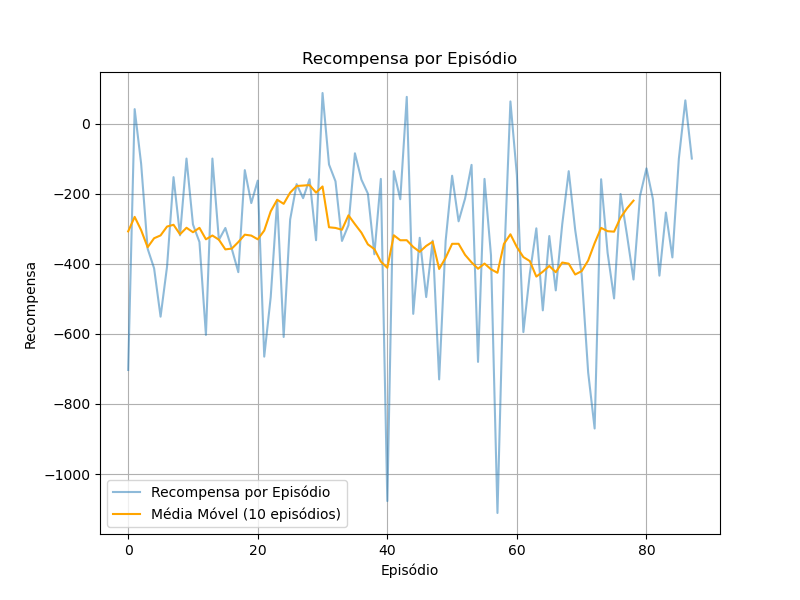 Recompensa por Episódio
Recompensa
0
−200
−400
−600
−800
−1000
Recompensa por Episódio
Média Móvel (10 episódios)
0
20
40
60
80
Episódio